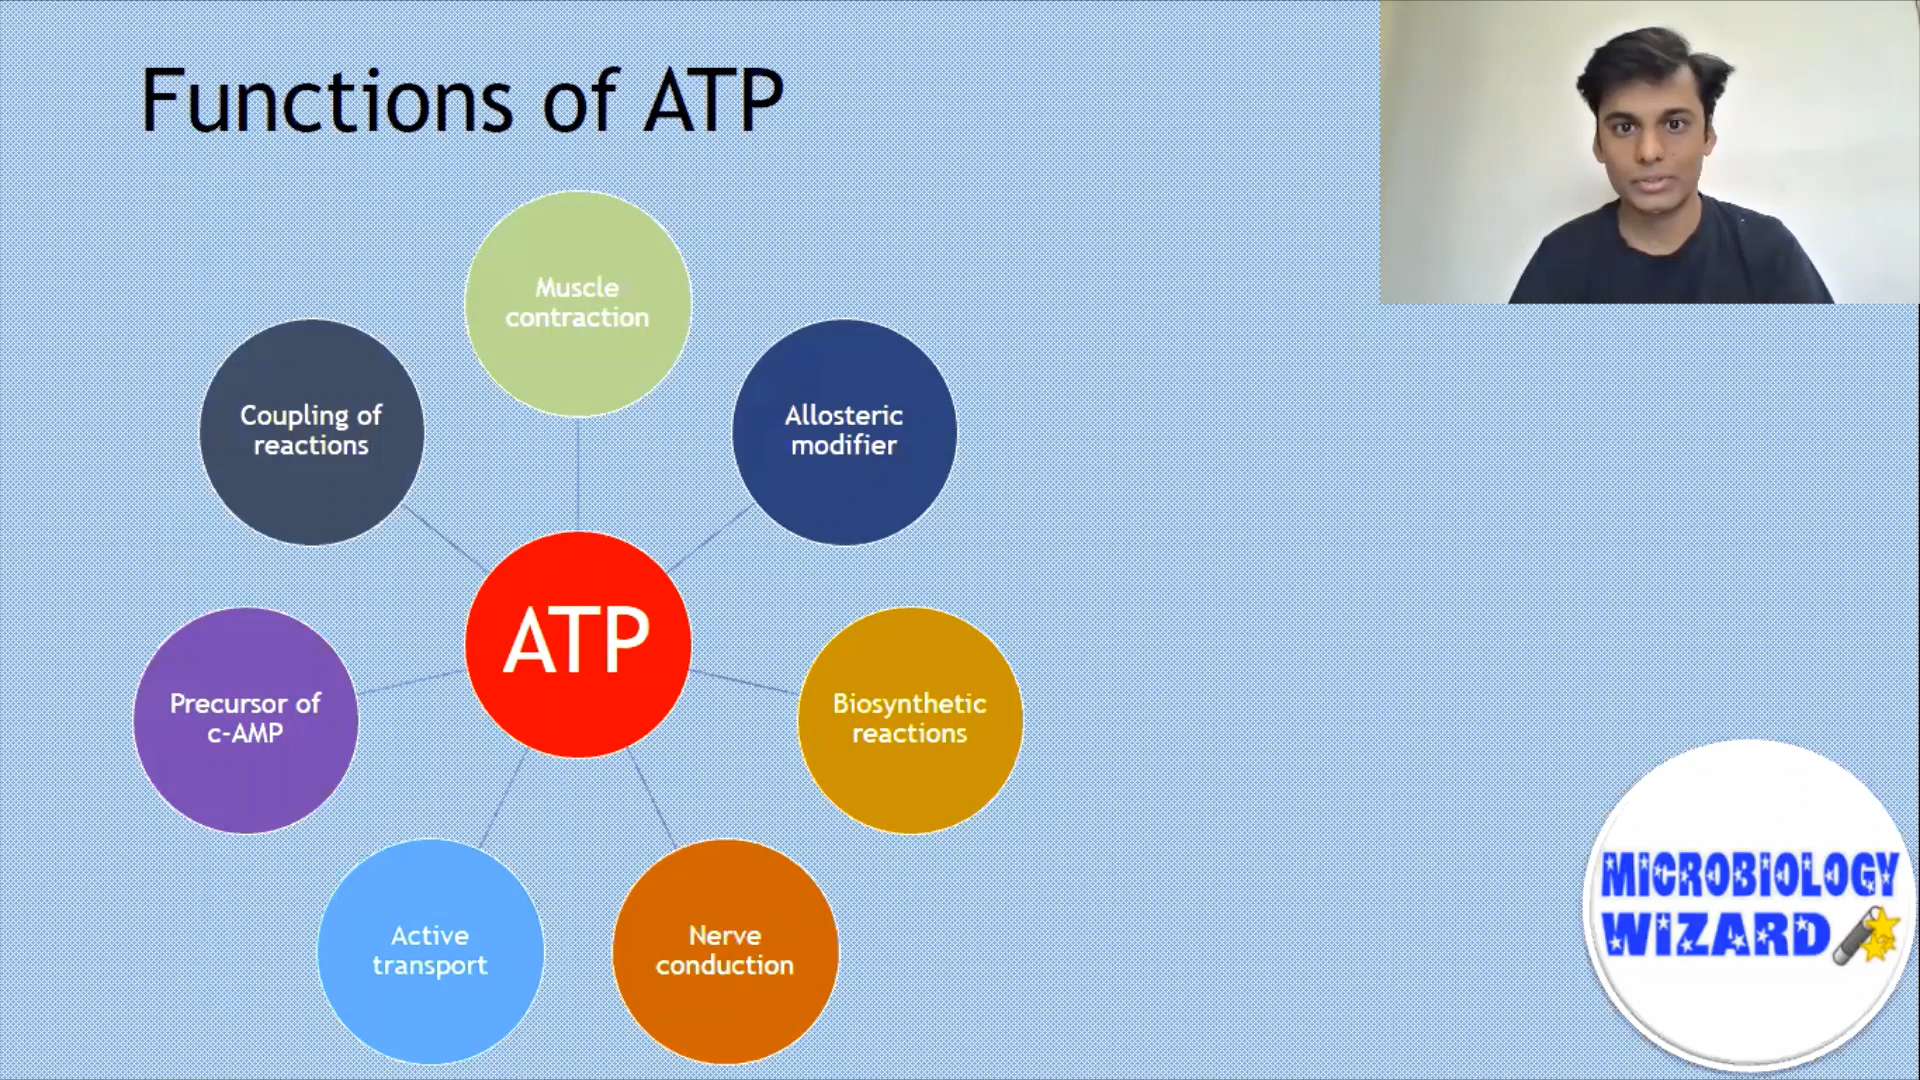 Functions of ATP
Muscle
contraction
Allosteric
modifier
Biosynthetic
reactions
Nerve
conduction
Active
transport
Precursor of
c-AMP
Coupling of
reactions
ATP
MICROBIOLOGY
WIZARD